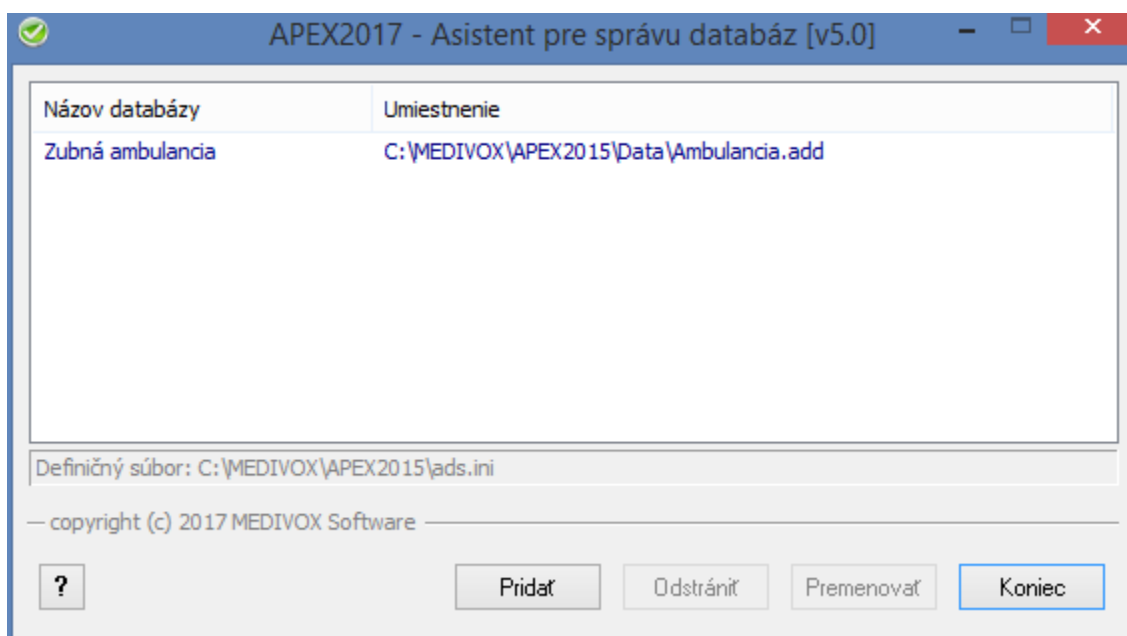 APEX2017 - Asistent pre správu databáz [v5.0]
Názov databázy Umiestnenie
Zubná ambulancia C:\MEDIVOX\APEX2015\Data\Ambulancia.add
Definičný súbor: C:\MEDIVOX\APEX2015\ads.ini
copyright (c) 2017 MEDIVOX Software
? Pridať Odstrániť Premenovať Koniec